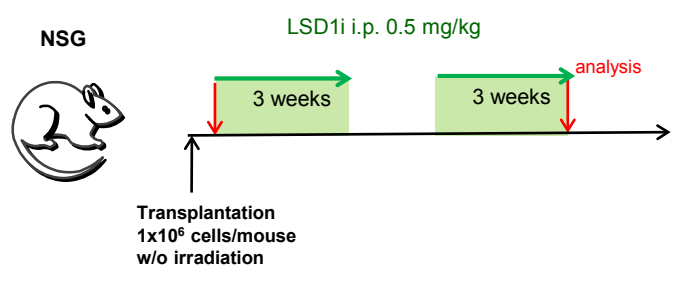 LSD1i i.p. 0.5 mg/kg
NSG
analysis
3 weeks
3 weeks
Transplantation
1x10⁶ cells/mouse
w/o irradiation